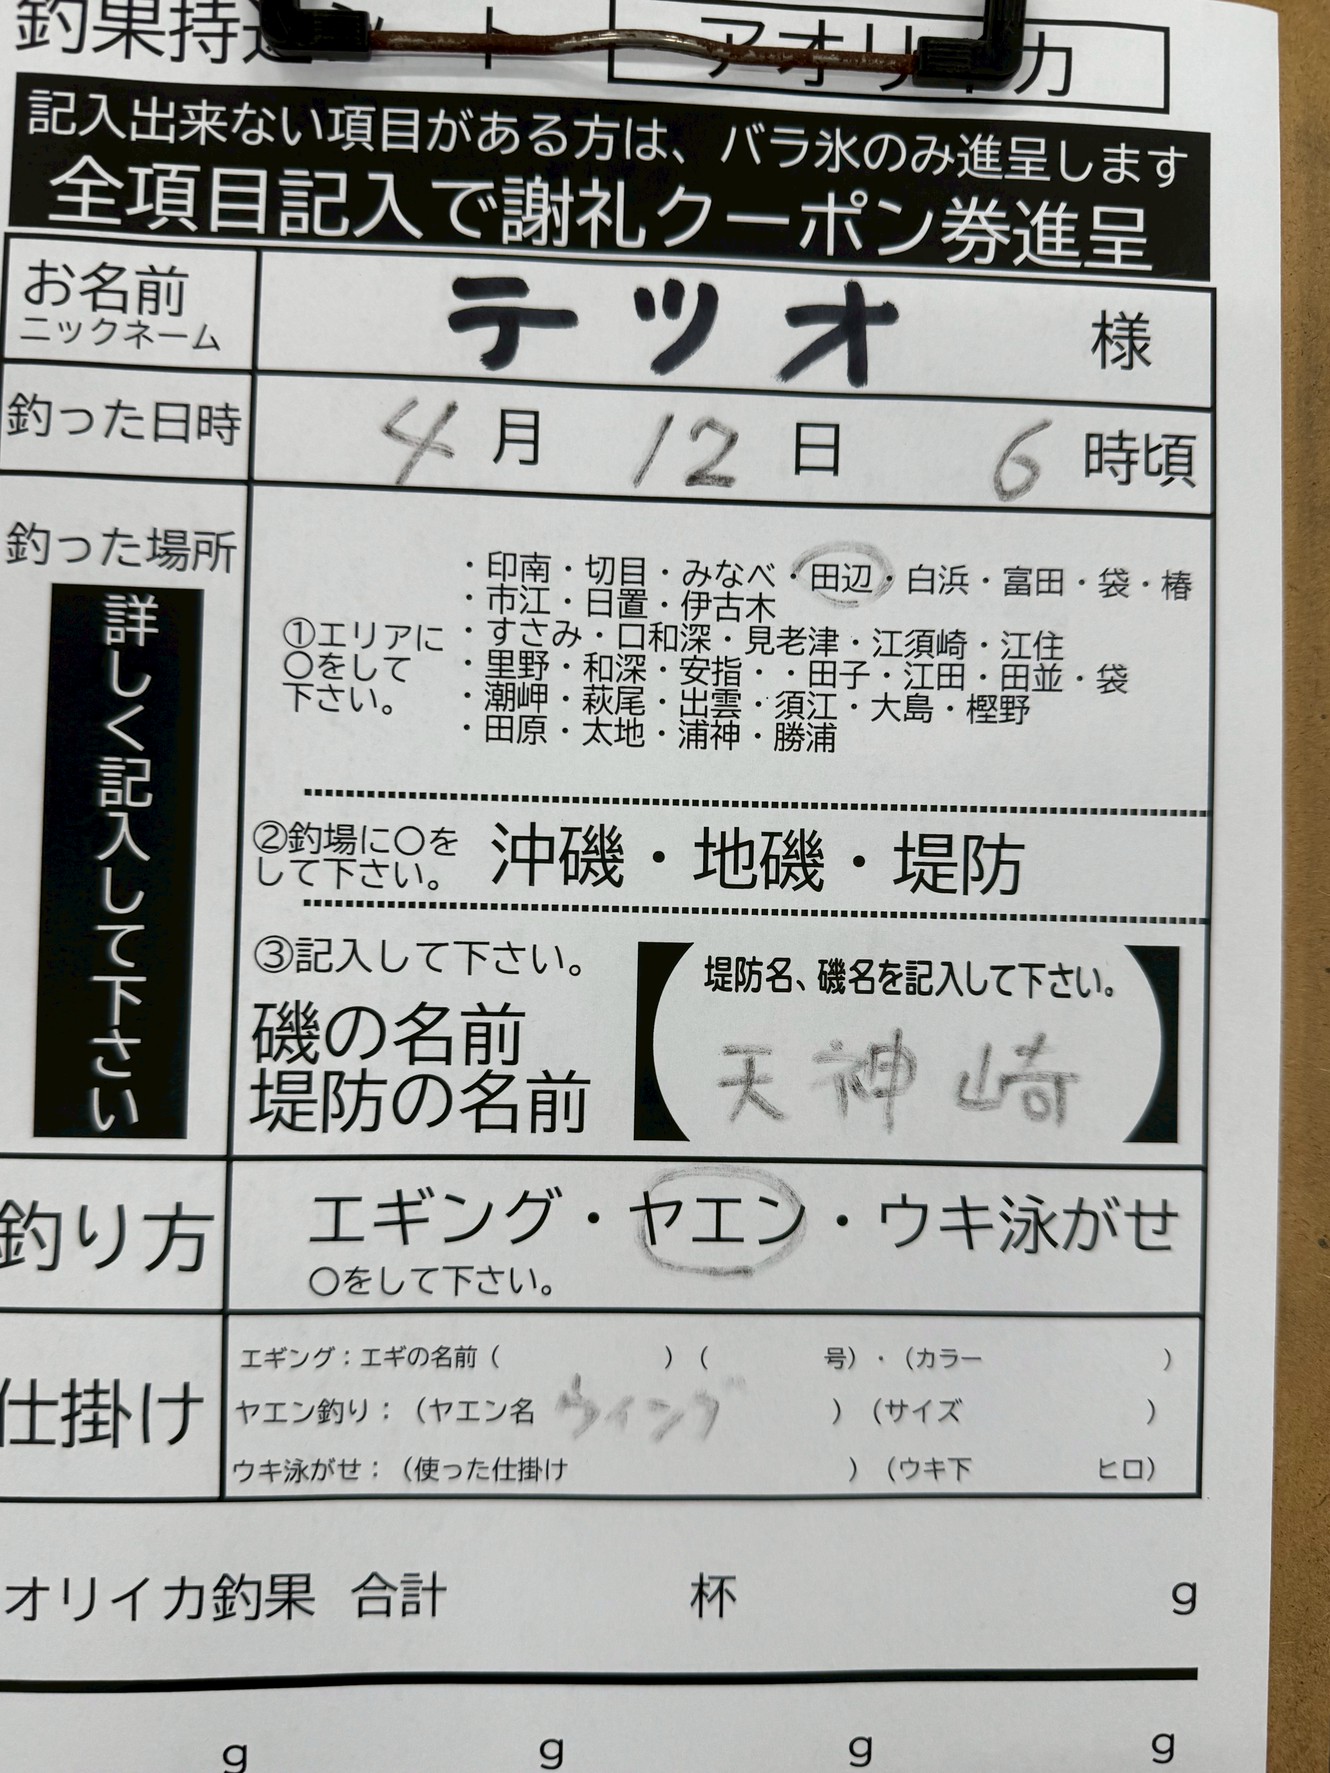 釣果持
アオリイカ
記入出来ない項目がある方は、バラ氷のみ進呈します
全項目記入で謝礼クーポン券進呈
お名前
ニックネーム
テツオ 様
釣った日時
4月 12日 6時頃
釣った場所
詳しく記入して下さい
①エリアに
〇をして
下さい。
・印南・切目・みなべ・田辺・白浜・富田・袋・椿
・市江・日置・伊古木
・すさみ・口和深・見老津・江須崎・江住
・里野・和深・安指・・田子・江田・田並・袋
・潮岬・萩尾・出雲・須江・大島・樫野
・田原・太地・浦神・勝浦
②釣場に〇を
して下さい。
沖磯・地磯・堤防
③記入して下さい。
磯の名前
堤防の名前
【堤防名、磯名を記入して下さい。
天神崎】
釣り方
エギング・ヤエン・ウキ泳がせ
〇をして下さい。
仕掛け
エギング：エギの名前（ ）（ 号）・（カラー ）
ヤエン釣り：（ヤエン名 ウイング ）（サイズ ）
ウキ泳がせ：（使った仕掛け ）（ウキ下 ヒロ）
オリイカ釣果 合計 杯 g
g g g g